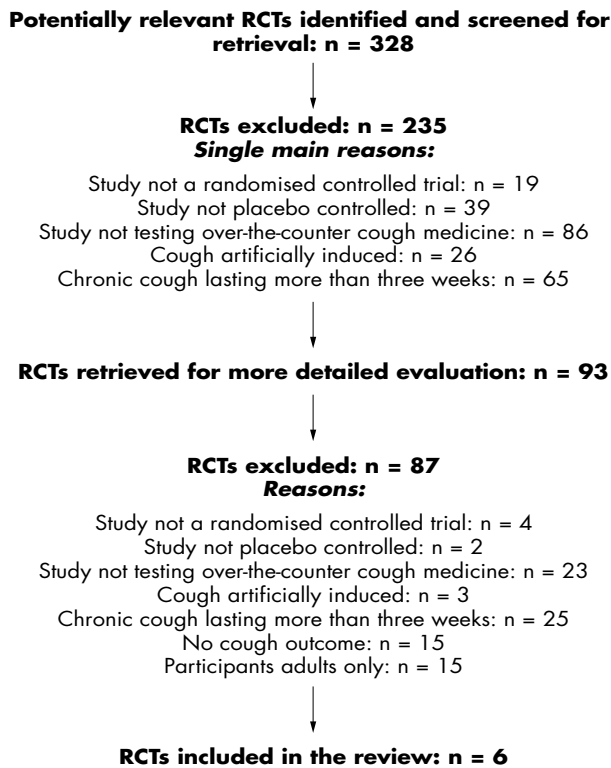 Potentially relevant RCTs identified and screened for
retrieval: n = 328
RCTs excluded: n = 235
Single main reasons:
Study not a randomised controlled trial: n = 19
Study not placebo controlled: n = 39
Study not testing over-the-counter cough medicine: n = 86
Cough artificially induced: n = 26
Chronic cough lasting more than three weeks: n = 65
RCTs retrieved for more detailed evaluation: n = 93
RCTs excluded: n = 87
Reasons:
Study not a randomised controlled trial: n = 4
Study not placebo controlled: n = 2
Study not testing over-the-counter cough medicine: n = 23
Cough artificially induced: n = 3
Chronic cough lasting more than three weeks: n = 25
No cough outcome: n = 15
Participants adults only: n = 15
RCTs included in the review: n = 6